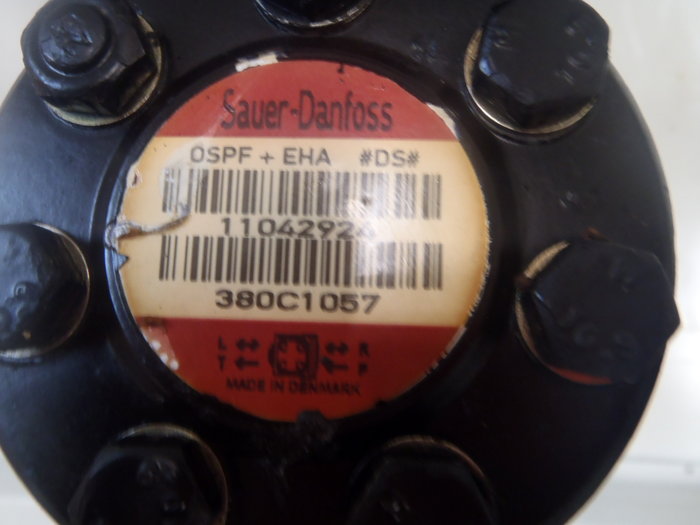 Sauer-Danfoss
OSPF + EHA #DS#
380C1057
L R
T P
MADE IN DENMARK